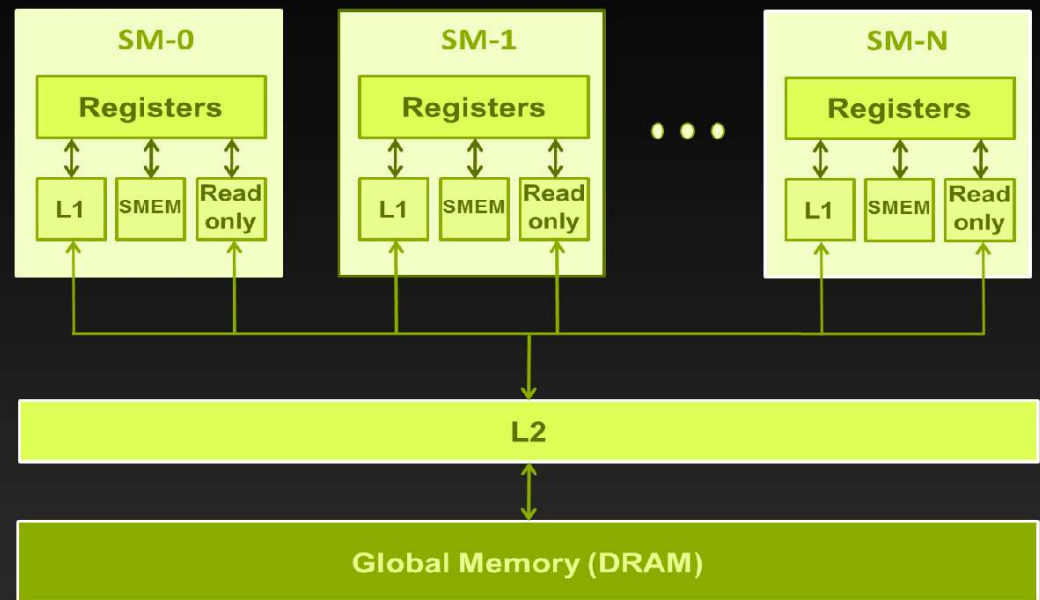 SM-0
Registers
L1
SMEM
Read
only
SM-1
Registers
L1
SMEM
Read
only
SM-N
Registers
L1
SMEM
Read
only
L2
Global Memory (DRAM)